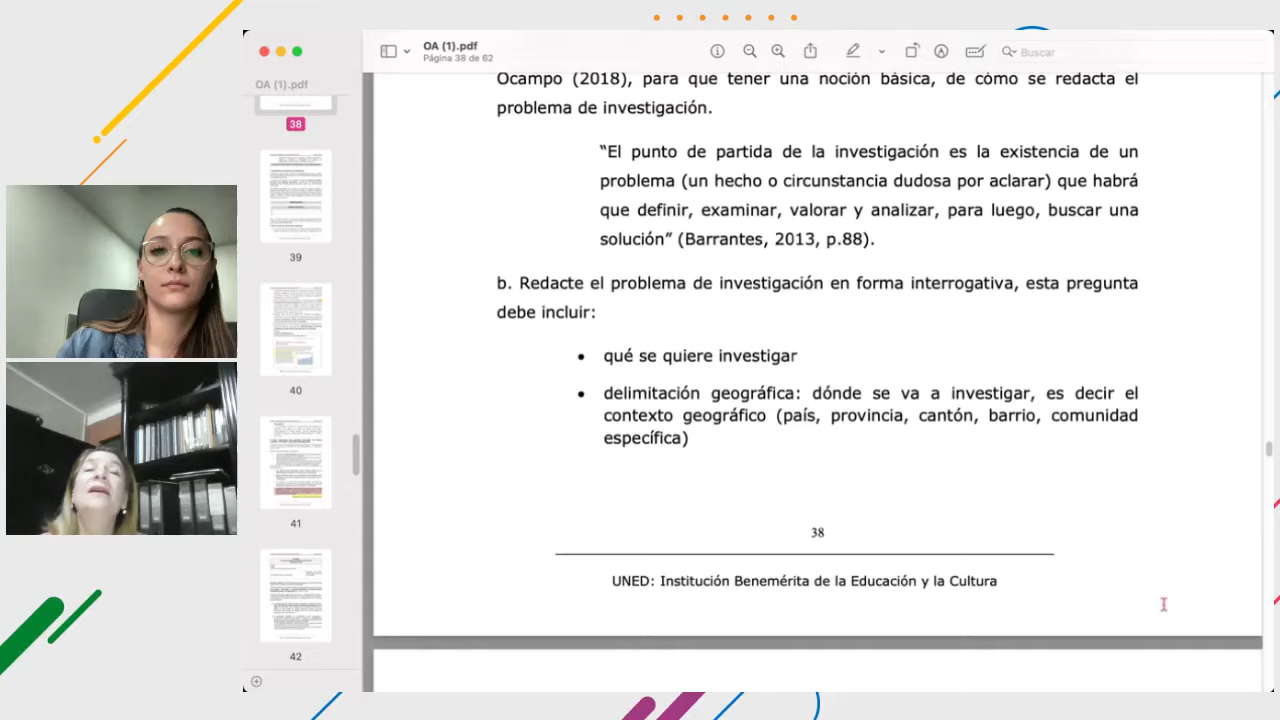 OA (1).pdf
Página 38 de 62
Buscar
OA (1).pdf
38
39
40
41
42
Ocampo (2018), para que tener una noción básica, de cómo se redacta el
problema de investigación.
“El punto de partida de la investigación es la existencia de un
problema (un hecho o circunstancia dudosa por aclarar) que habrá
que definir, examinar, valorar y analizar, para luego, buscar una
solución” (Barrantes, 2013, p.88).
b. Redacte el problema de investigación en forma interrogativa, esta pregunta
debe incluir:
• qué se quiere investigar
• delimitación geográfica: dónde se va a investigar, es decir el
contexto geográfico (país, provincia, cantón, barrio, comunidad
específica)
38
UNED: Institución Benemérita de la Educación y la Cultura